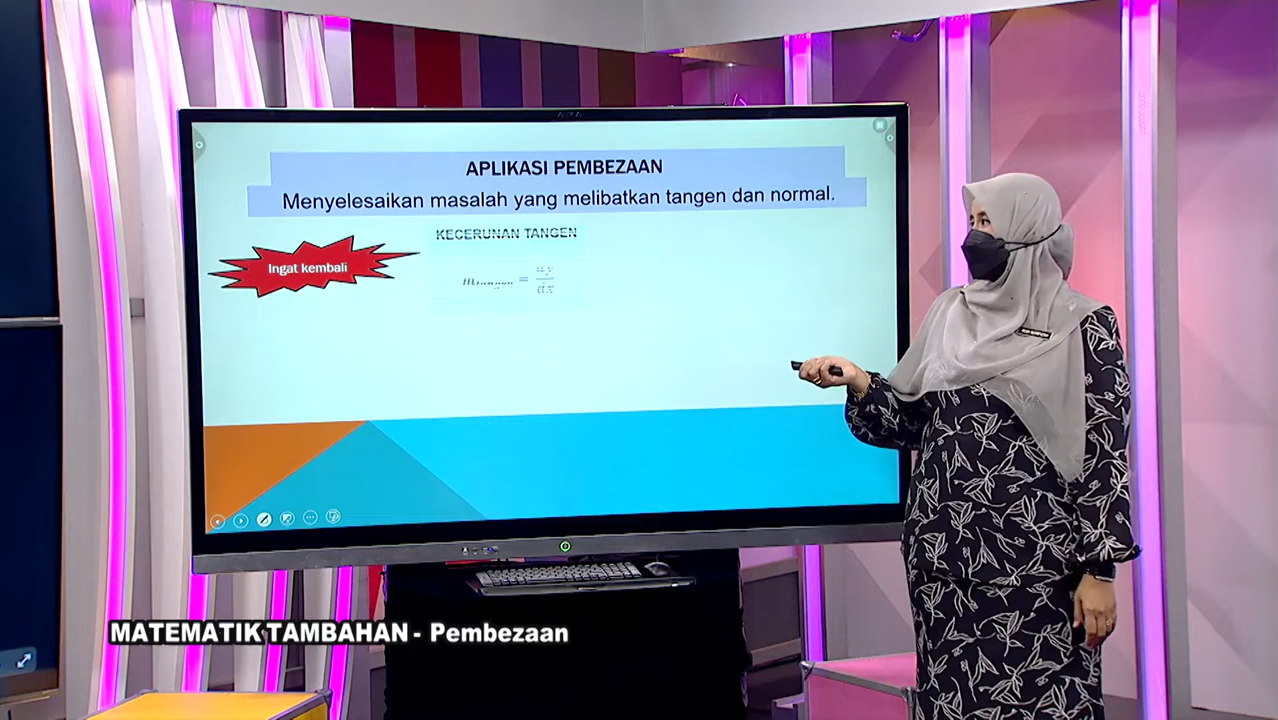 APLIKASI PEMBEZAAN
Menyelesaikan masalah yang melibatkan tangen dan normal.
KECERUNAN TANGEN
Ingat kembali
MATEMATIK TAMBAHAN - Pembezaan